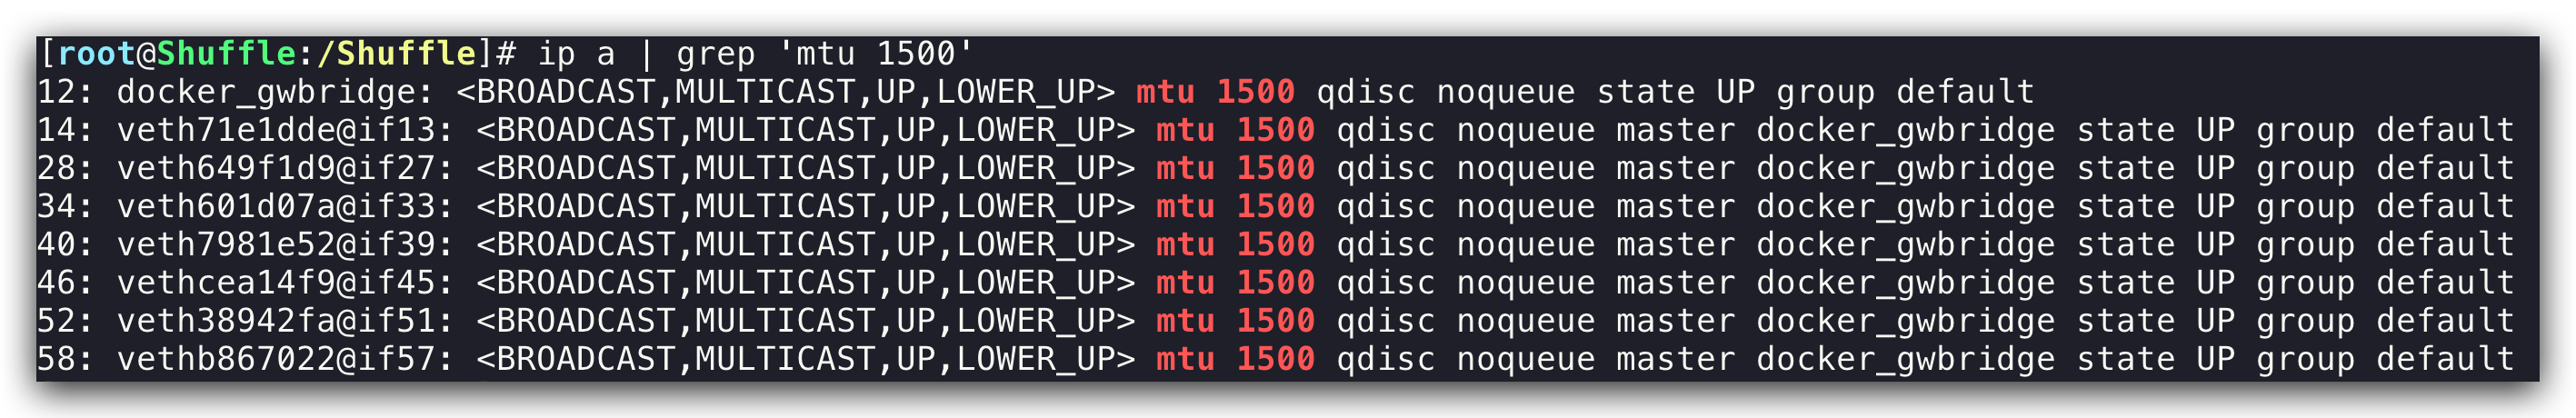 [root@Shuffle:/Shuffle]# ip a | grep 'mtu 1500'
12: docker_gwbridge: <BROADCAST,MULTICAST,UP,LOWER_UP> mtu 1500 qdisc noqueue state UP group default
14: veth71e1dde@if13: <BROADCAST,MULTICAST,UP,LOWER_UP> mtu 1500 qdisc noqueue master docker_gwbridge state UP group default
28: veth649f1d9@if27: <BROADCAST,MULTICAST,UP,LOWER_UP> mtu 1500 qdisc noqueue master docker_gwbridge state UP group default
34: veth601d07a@if33: <BROADCAST,MULTICAST,UP,LOWER_UP> mtu 1500 qdisc noqueue master docker_gwbridge state UP group default
40: veth7981e52@if39: <BROADCAST,MULTICAST,UP,LOWER_UP> mtu 1500 qdisc noqueue master docker_gwbridge state UP group default
46: vethcea14f9@if45: <BROADCAST,MULTICAST,UP,LOWER_UP> mtu 1500 qdisc noqueue master docker_gwbridge state UP group default
52: veth38942fa@if51: <BROADCAST,MULTICAST,UP,LOWER_UP> mtu 1500 qdisc noqueue master docker_gwbridge state UP group default
58: vethb867022@if57: <BROADCAST,MULTICAST,UP,LOWER_UP> mtu 1500 qdisc noqueue master docker_gwbridge state UP group default